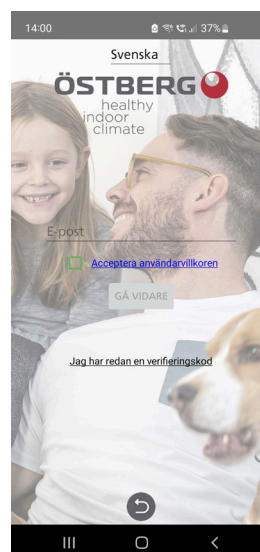 14:00
37%
Svenska
ÖSTBERG
healthy
indoor
climate
E-post
Acceptera användarvillkoren
GÅ VIDARE
Jag har redan en verifieringskod